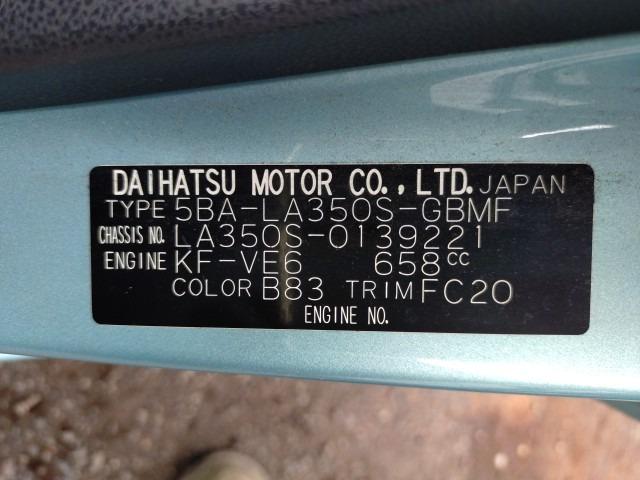 DAIHATSU MOTOR CO., LTD. JAPAN
TYPE 5BA-LA350S-GBMF
CHASSIS NO. LA350S-0139221
ENGINE KF-VE6 658cc
COLOR B83 TRIM FC20
ENGINE NO.